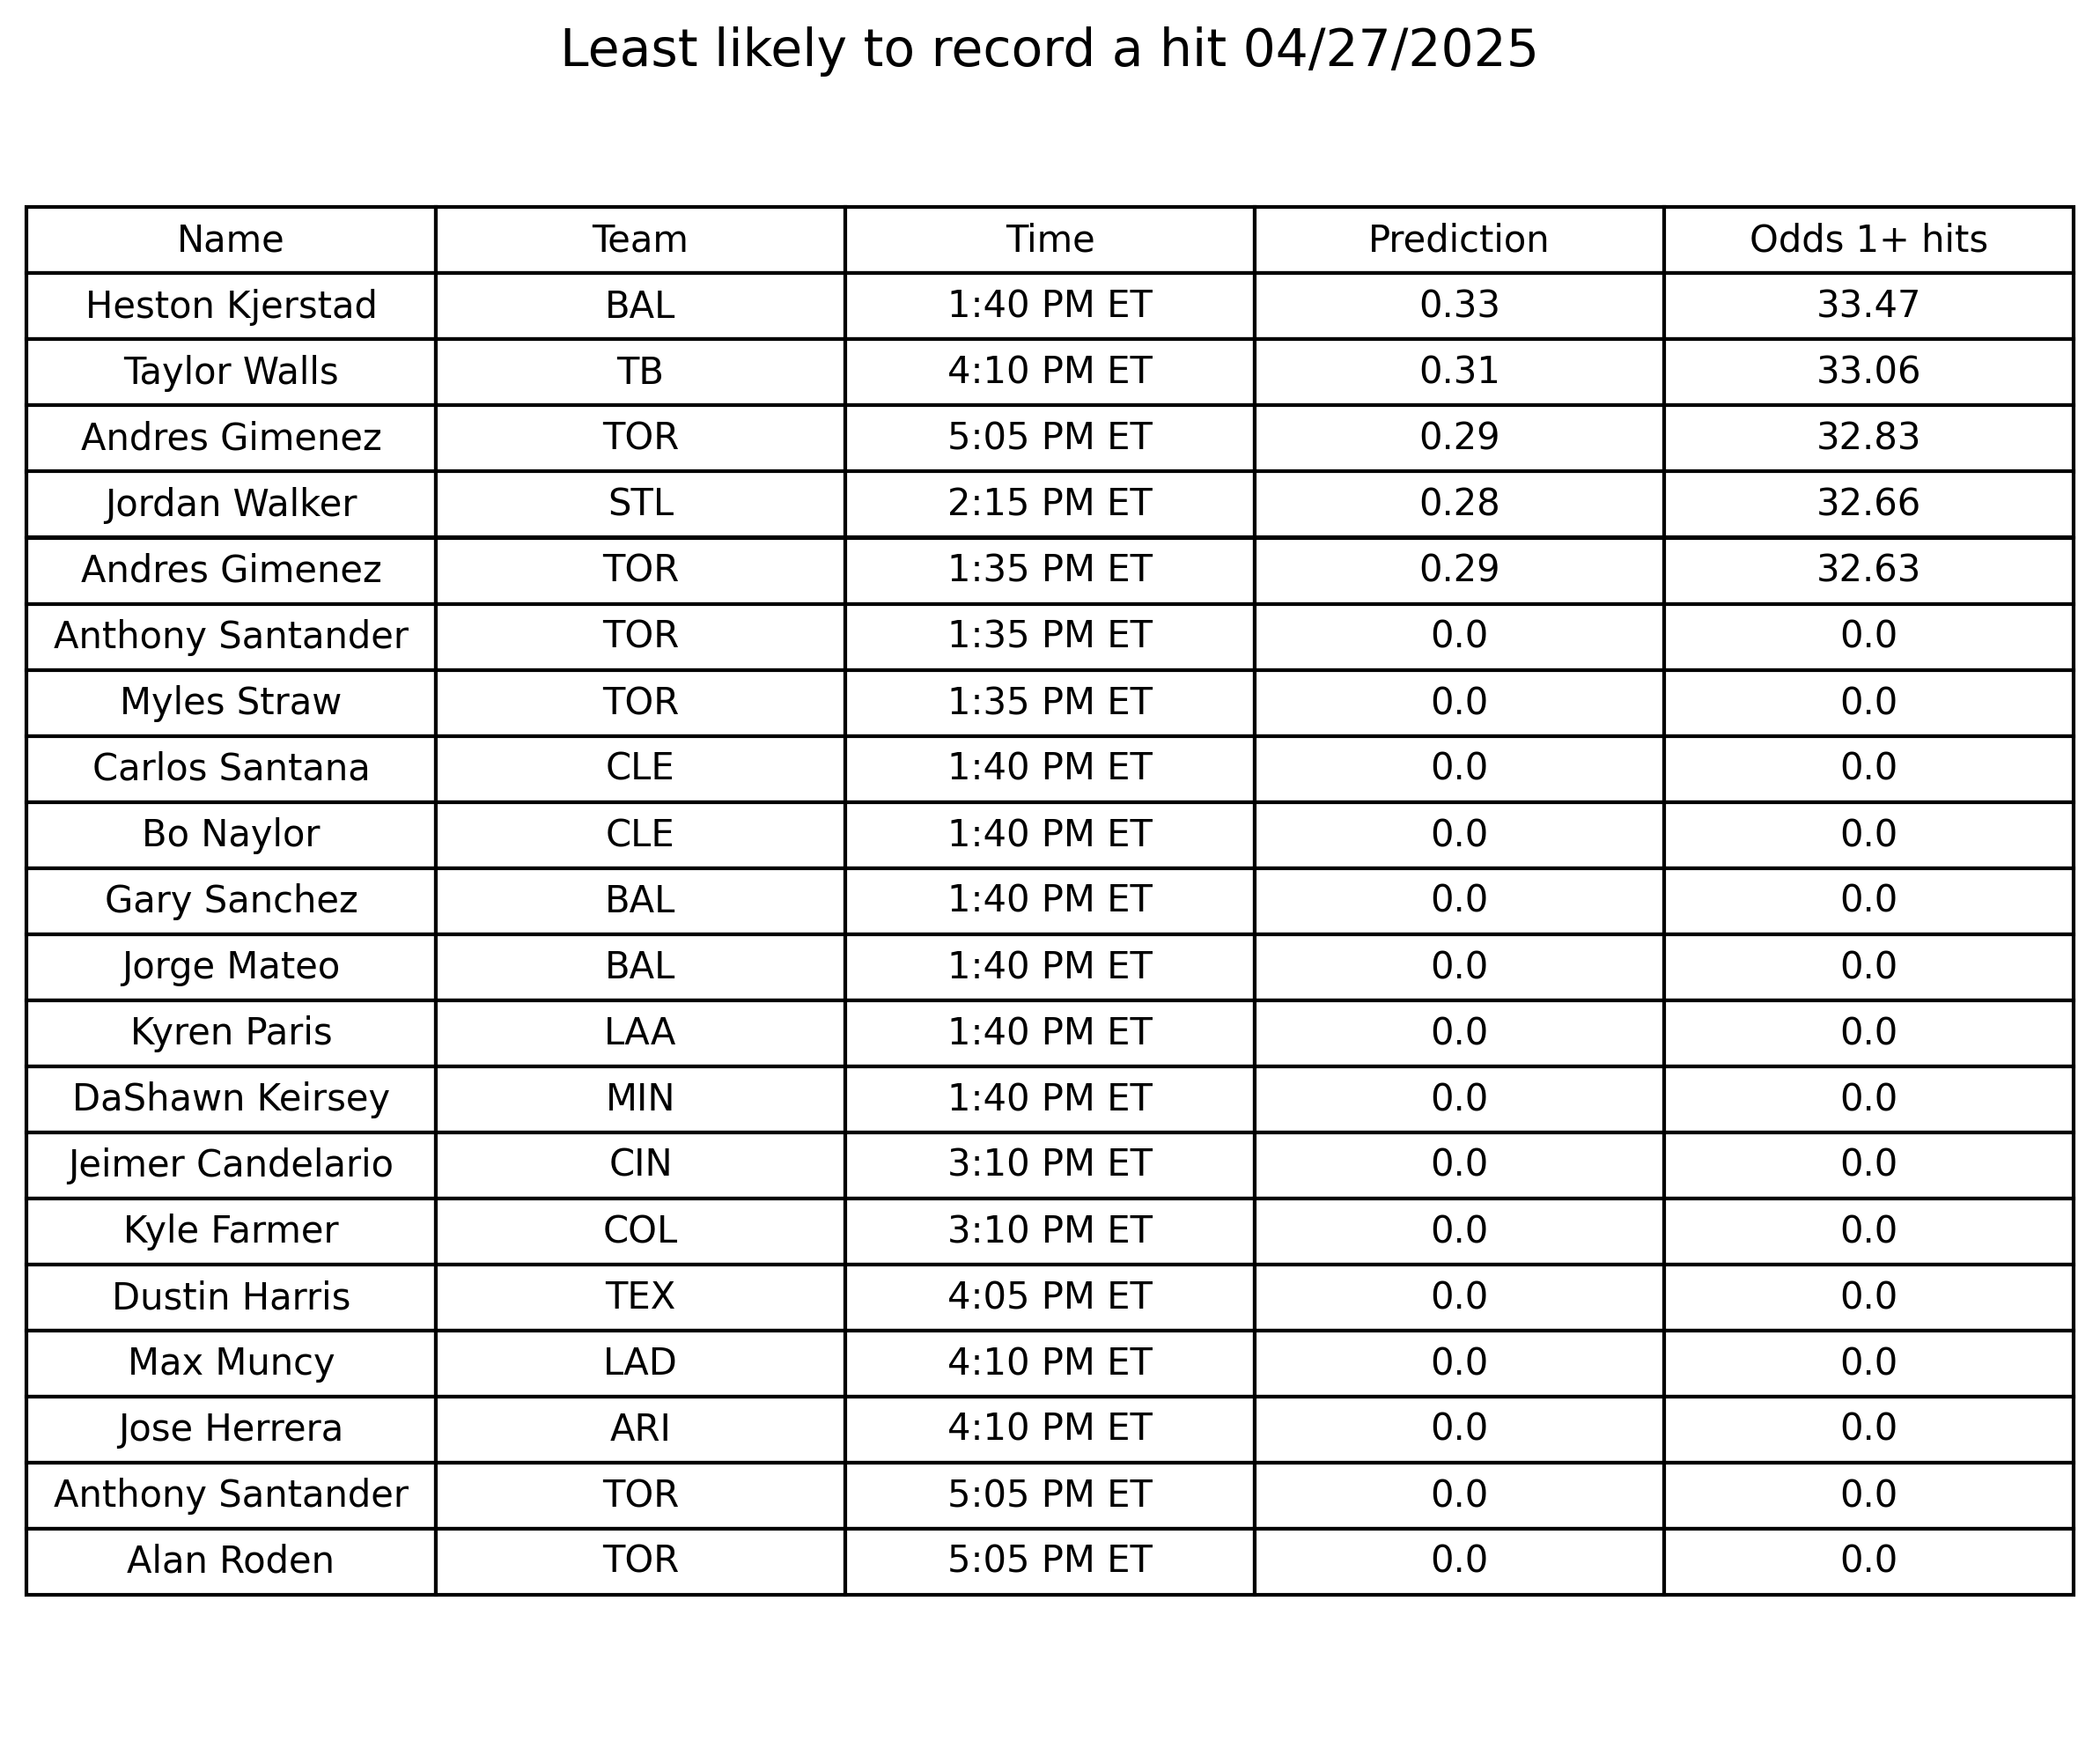 Least likely to record a hit 04/27/2025
Name Team Time Prediction Odds 1+ hits
Heston Kjerstad BAL 1:40 PM ET 0.33 33.47
Taylor Walls TB 4:10 PM ET 0.31 33.06
Andres Gimenez TOR 5:05 PM ET 0.29 32.83
Jordan Walker STL 2:15 PM ET 0.28 32.66
Andres Gimenez TOR 1:35 PM ET 0.29 32.63
Anthony Santander TOR 1:35 PM ET 0.0 0.0
Myles Straw TOR 1:35 PM ET 0.0 0.0
Carlos Santana CLE 1:40 PM ET 0.0 0.0
Bo Naylor CLE 1:40 PM ET 0.0 0.0
Gary Sanchez BAL 1:40 PM ET 0.0 0.0
Jorge Mateo BAL 1:40 PM ET 0.0 0.0
Kyren Paris LAA 1:40 PM ET 0.0 0.0
DaShawn Keirsey MIN 1:40 PM ET 0.0 0.0
Jeimer Candelario CIN 3:10 PM ET 0.0 0.0
Kyle Farmer COL 3:10 PM ET 0.0 0.0
Dustin Harris TEX 4:05 PM ET 0.0 0.0
Max Muncy LAD 4:10 PM ET 0.0 0.0
Jose Herrera ARI 4:10 PM ET 0.0 0.0
Anthony Santander TOR 5:05 PM ET 0.0 0.0
Alan Roden TOR 5:05 PM ET 0.0 0.0